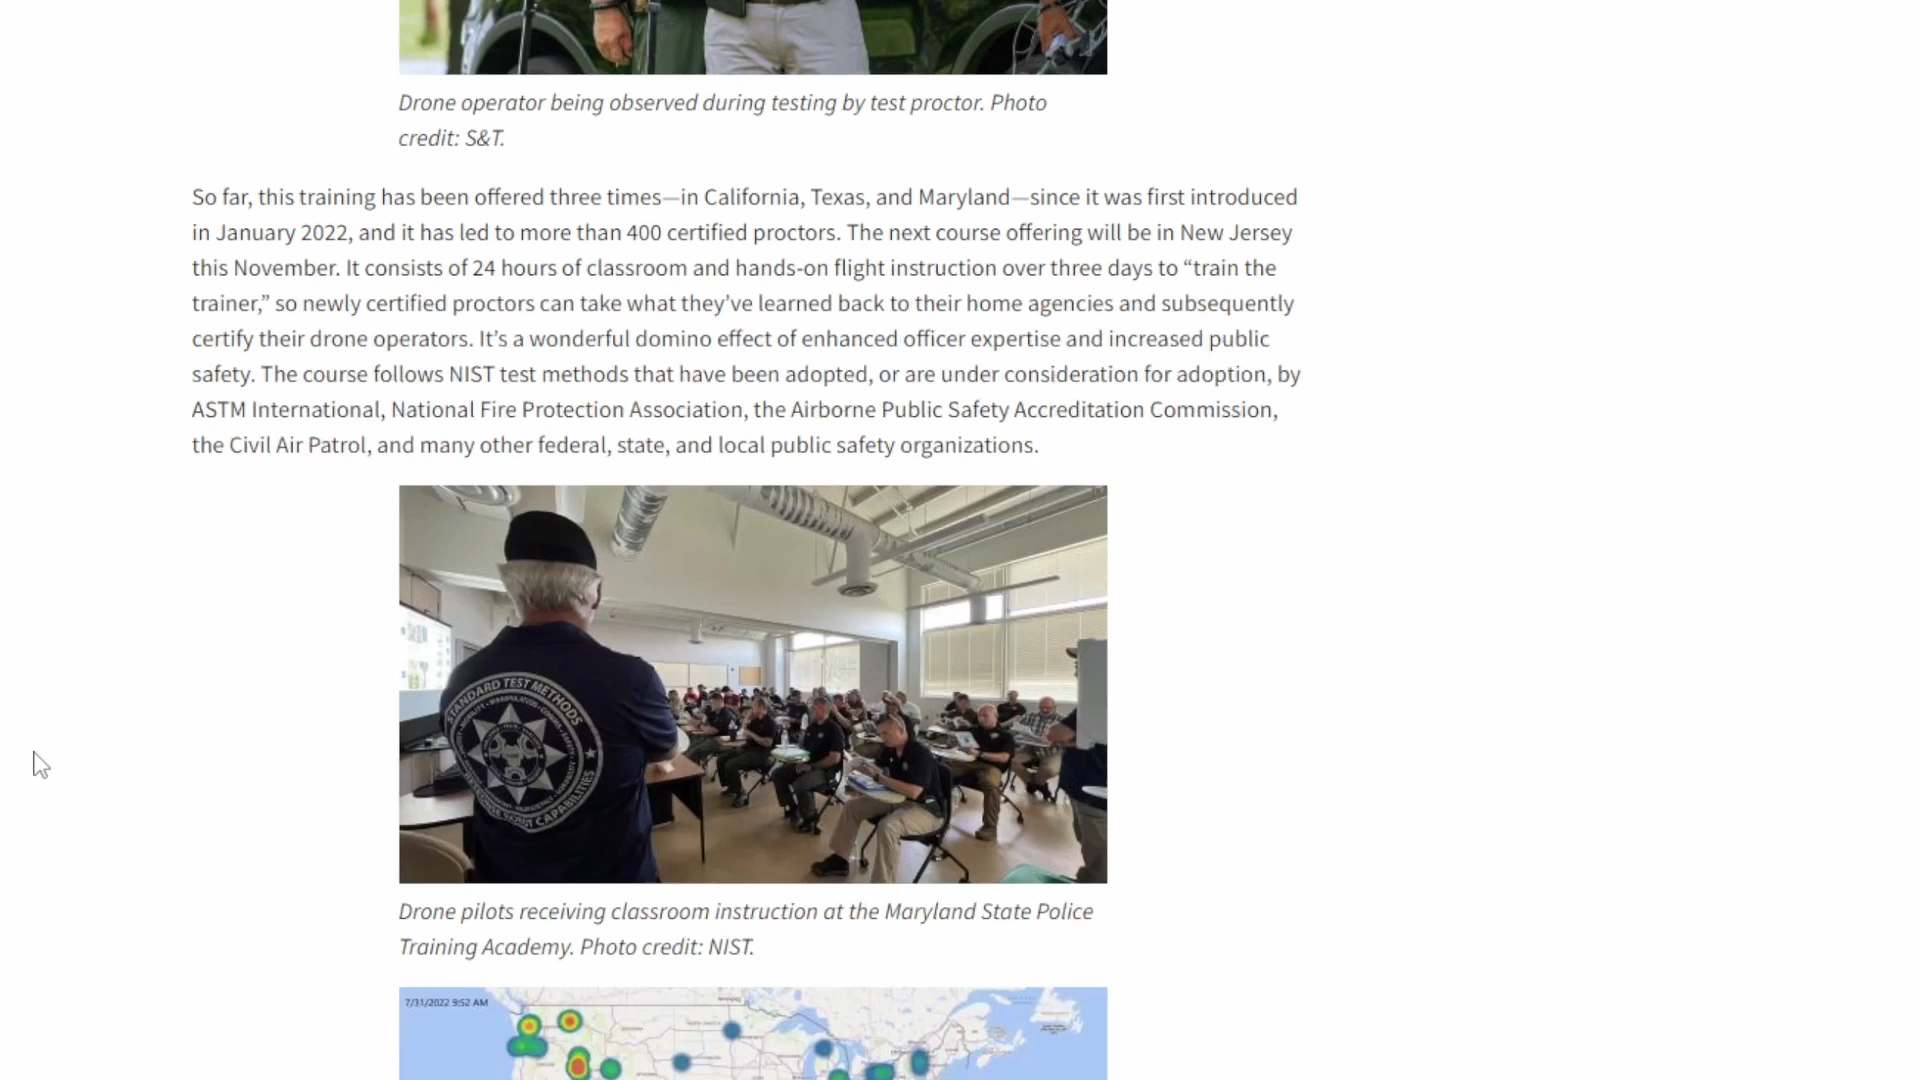 Drone operator being observed during testing by test proctor. Photo
credit: S&T.
So far, this training has been offered three times—in California, Texas, and Maryland—since it was first introduced
in January 2022, and it has led to more than 400 certified proctors. The next course offering will be in New Jersey
this November. It consists of 24 hours of classroom and hands-on flight instruction over three days to “train the
trainer,” so newly certified proctors can take what they’ve learned back to their home agencies and subsequently
certify their drone operators. It’s a wonderful domino effect of enhanced officer expertise and increased public
safety. The course follows NIST test methods that have been adopted, or are under consideration for adoption, by
ASTM International, National Fire Protection Association, the Airborne Public Safety Accreditation Commission,
the Civil Air Patrol, and many other federal, state, and local public safety organizations.
STANDARD TEST METHODS
CAPABILITIES
Drone pilots receiving classroom instruction at the Maryland State Police
Training Academy. Photo credit: NIST.
7/31/2022 9:52 AM